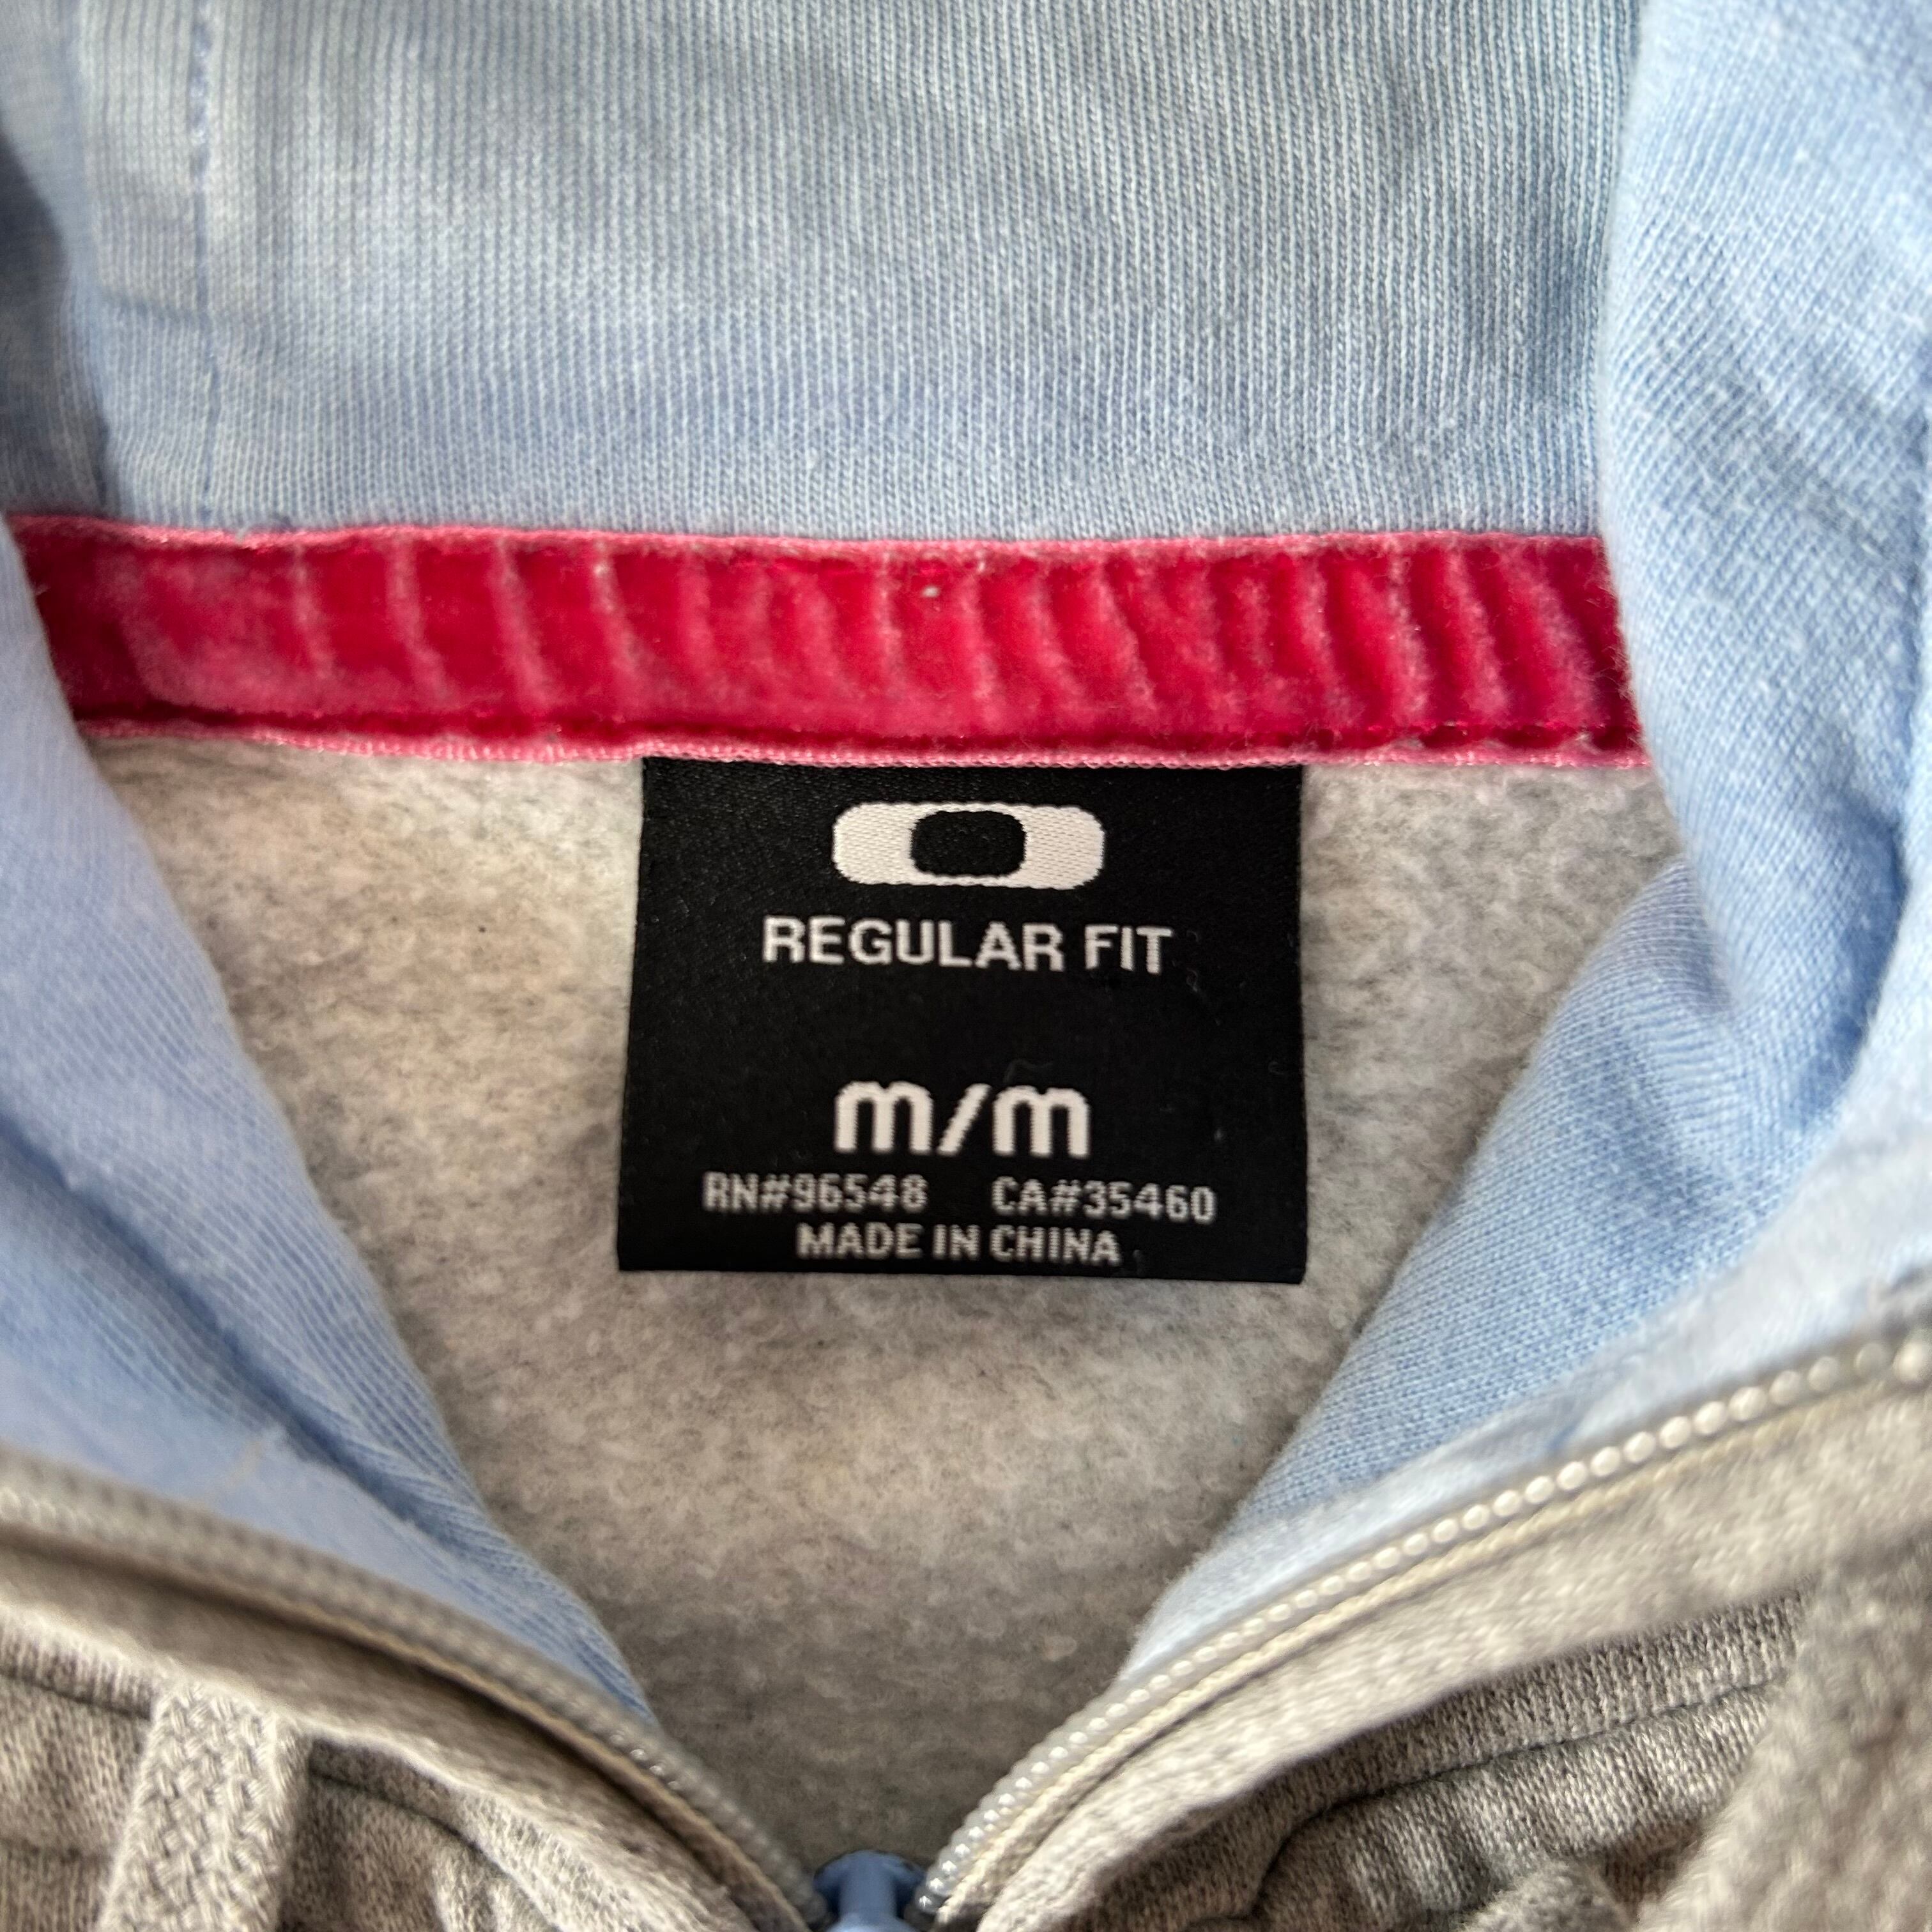 REGULAR FIT
m/m
RN#96548 CA#35460
MADE IN CHINA